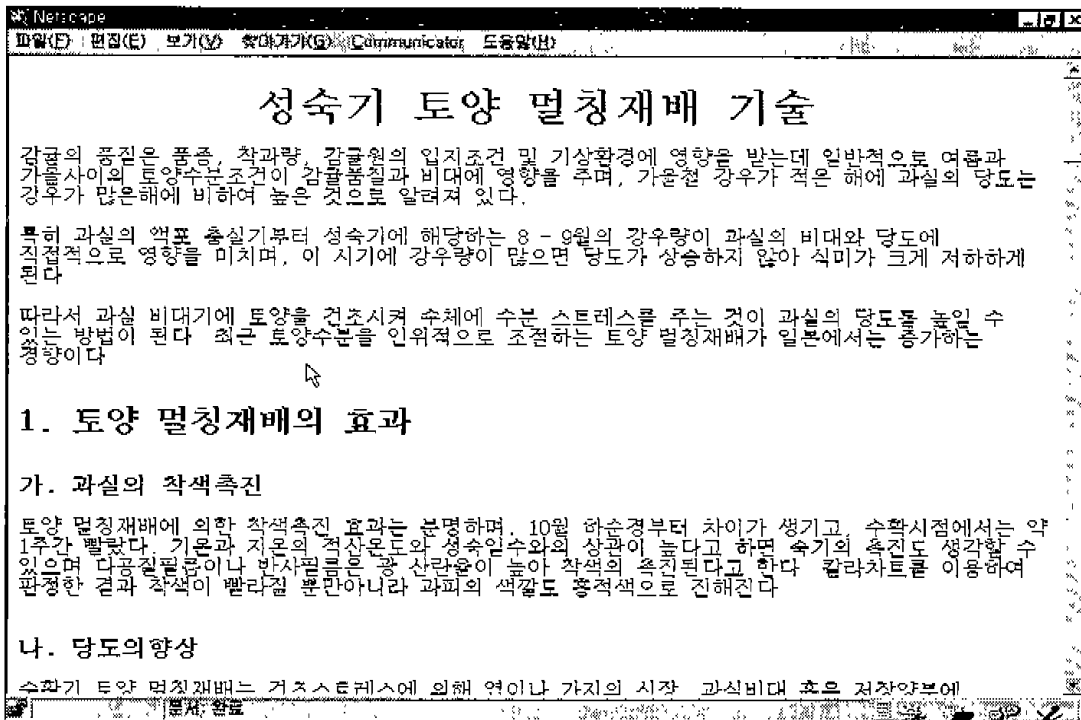 Netscape
파일(F) 편집(E) 보기(V) 찾아가기(G) Communicator 도움말(H)
성숙기 토양 멀칭재배 기술
감귤의 품질은 품종, 착과량, 감귤원의 입지조건 및 기상환경에 영향을 받는데 일반적으로 여름과
가을사이의 토양수분조건이 감귤품질과 비대에 영향을 주며, 가을철 강우가 적은 해에 과실의 당도는
강우가 많은해에 비하여 높은 것으로 알려져 있다.
특히 과실의 액포 충실기부터 성숙기에 해당하는 8 - 9월의 강우량이 과실의 비대와 당도에
직접적으로 영향을 미치며, 이 시기에 강우량이 많으면 당도가 상승하지 않아 식미가 크게 저하하게
된다
따라서 과실 비대기에 토양을 건조시켜 수체에 수분 스트레스를 주는 것이 과실의 당도를 높일 수
있는 방법이 된다 최근 토양수분을 인위적으로 조절하는 토양 멀칭재배가 일본에서는 증가하는
경향이다
1. 토양 멀칭재배의 효과
가. 과실의 착색촉진
토양 멀칭재배에 의한 착색촉진 효과는 분명하며, 10월 하순경부터 차이가 생기고, 수확시점에서는 약
1주간 빨랐다. 기온과 지온의 적산온도와 성숙일수와의 상관이 높다고 하면 숙기의 촉진도 생각할 수
있으며 다공질필름이나 반사필름은 광 산란율이 높아 착색의 촉진된다고 한다 칼라차트를 이용하여
판정한 결과 착색이 빨라질 뿐만아니라 과피의 색깔도 홍적색으로 진해진다
나. 당도의향상
수확기 토양 멀칭재배는 건조스트레스에 의해 연이나 가지의 신장 과실비대 혹은 저장양분에
문서: 완료